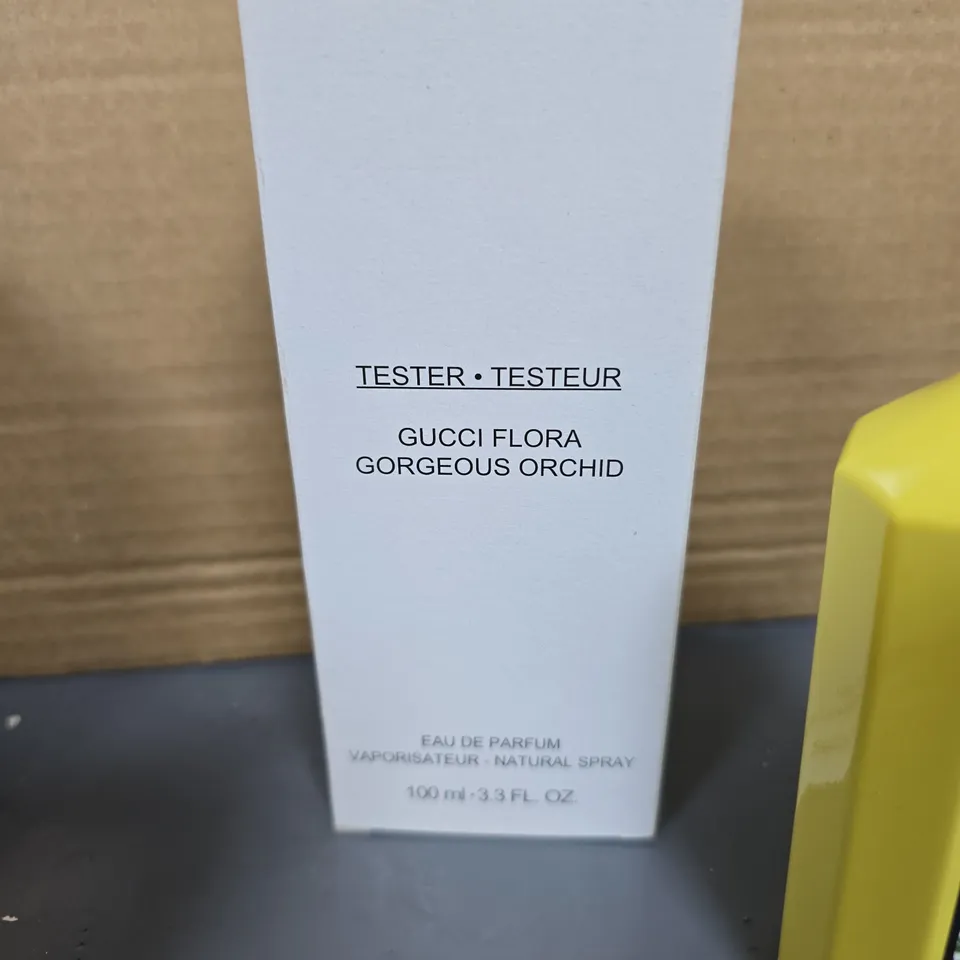 TESTER • TESTEUR
GUCCI FLORA
GORGEOUS ORCHID
EAU DE PARFUM
VAPORISATEUR - NATURAL SPRAY
100 ml - 3.3 FL. OZ.